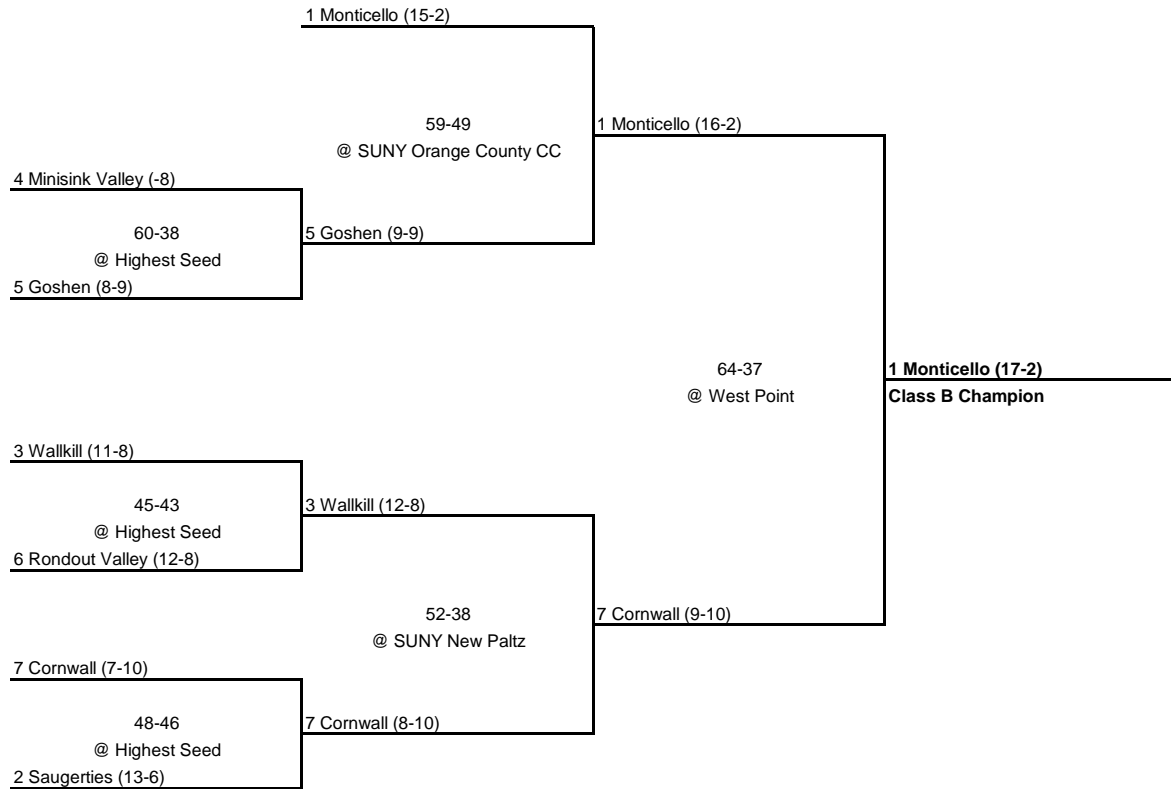 1 Monticello (15-2)
59-49
@ SUNY Orange County CC
1 Monticello (16-2)
4 Minisink Valley (-8)
60-38
@ Highest Seed
5 Goshen (9-9)
5 Goshen (8-9)
64-37
@ West Point
1 Monticello (17-2)
Class B Champion
3 Wallkill (11-8)
45-43
@ Highest Seed
3 Wallkill (12-8)
6 Rondout Valley (12-8)
52-38
@ SUNY New Paltz
7 Cornwall (9-10)
7 Cornwall (7-10)
48-46
@ Highest Seed
7 Cornwall (8-10)
2 Saugerties (13-6)